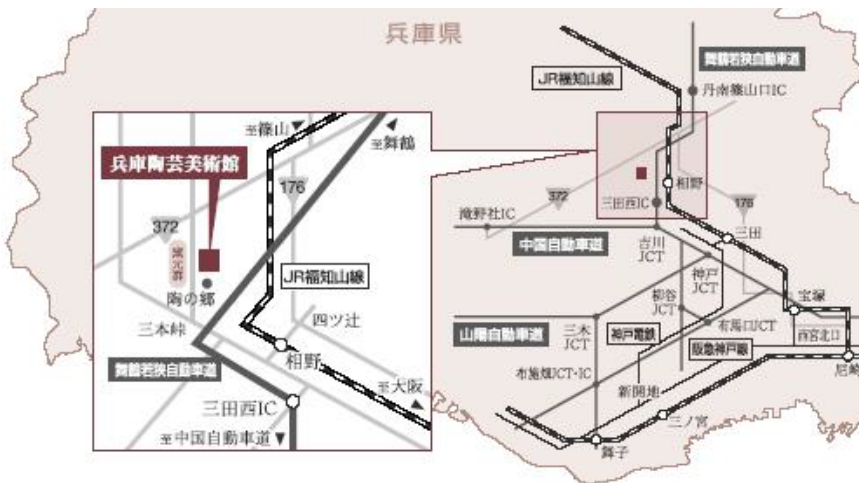 兵庫県
舞鶴若狭自動車道
JR福知山線
丹南篠山口IC
至篠山▼
至舞鶴
兵庫陶芸美術館
176
372
窯元群
陶の郷
JR福知山線
三本峠
四ツ辻
相野
舞鶴若狭自動車道
至大阪
三田西IC
至中国自動車道▼
372
相野
176
三田西IC
滝野社IC
三田
中国自動車道
吉川
JCT
神戸
JCT
柳谷
JCT
宝塚
山陽自動車道
三木
JCT
神戸電鉄
有馬口JCT
西宮北口
阪急神戸線
尼崎
布施畑JCT・IC
新開地
三ノ宮
舞子